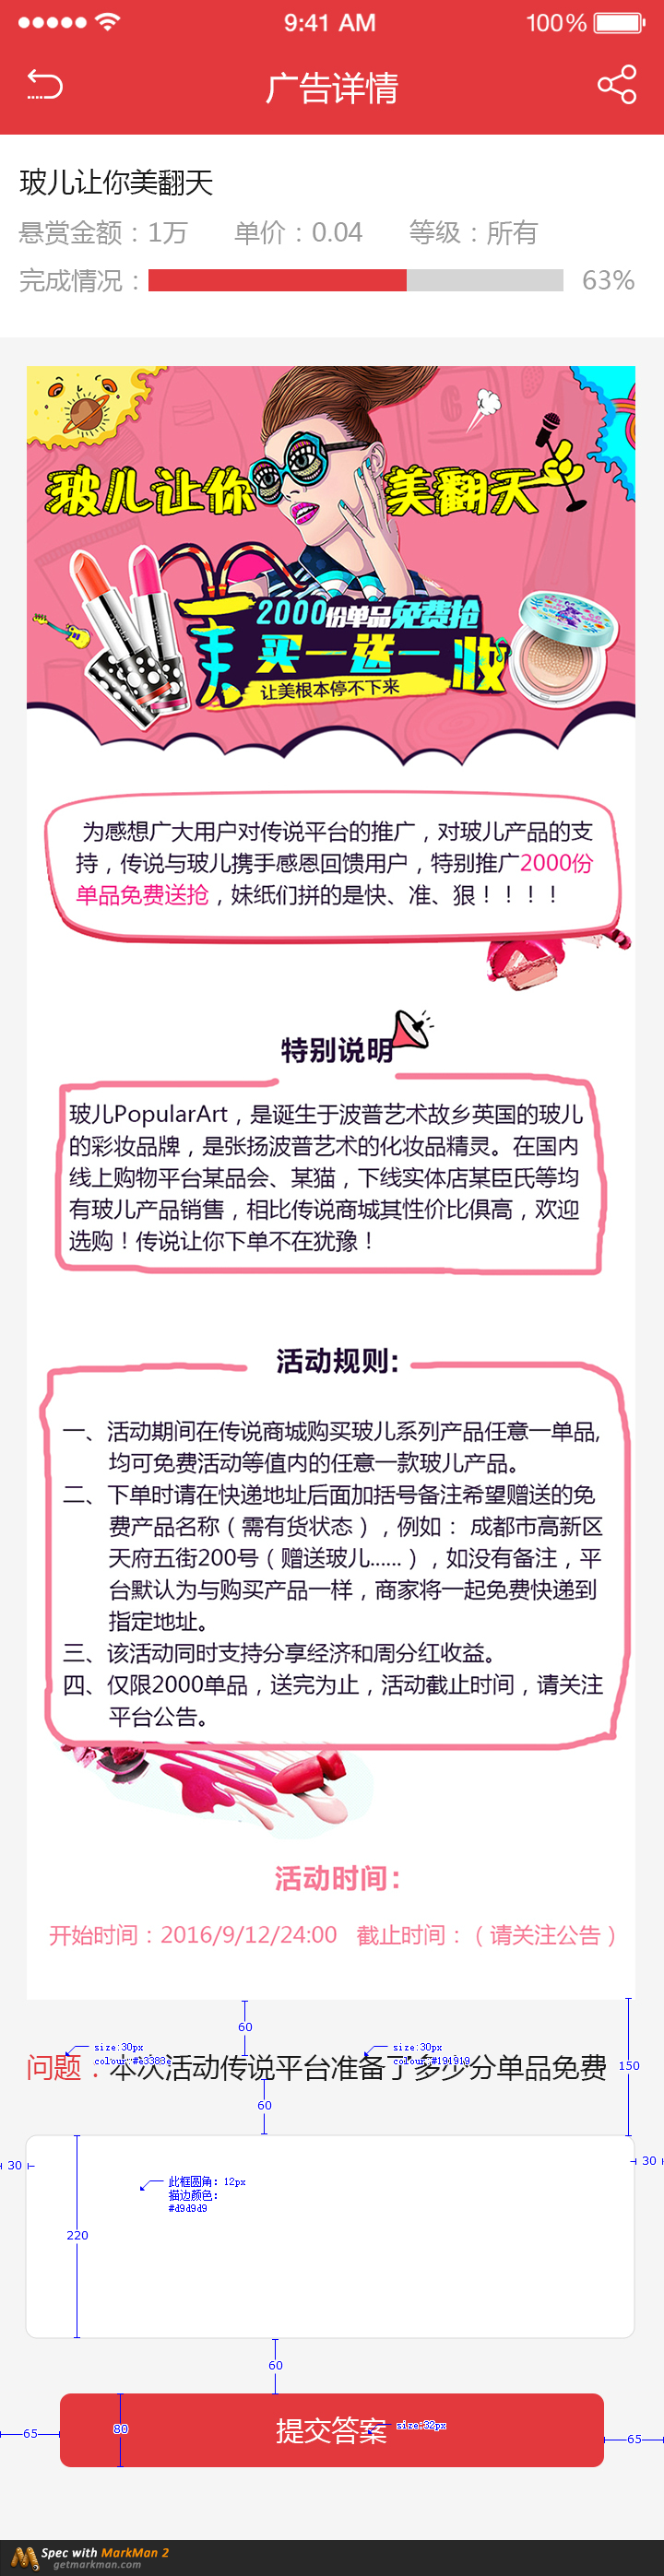 9:41 AM
100%
广告详情
玻儿让你美翻天
悬赏金额：1万 单价：0.04 等级：所有
完成情况： 63%
玻儿让你 美翻天
2000份单品免费抢
美 买一送一 妆
让美根本停不下来
为感想广大用户对传说平台的推广，对玻儿产品的支
持，传说与玻儿携手感恩回馈用户，特别推广2000份
单品免费送抢，妹纸们拼的是快、准、狠！！！！
特别说明
玻儿PopularArt，是诞生于波普艺术故乡英国的玻儿
的彩妆品牌，是张扬波普艺术的化妆品精灵。在国内
线上购物平台某品会、某猫，下线实体店某臣氏等均
有玻儿产品销售，相比传说商城其性价比俱高，欢迎
选购！传说让你下单不在犹豫！
活动规则:
一、活动期间在传说商城购买玻儿系列产品任意一单品,
均可免费活动等值内的任意一款玻儿产品。
二、下单时请在快递地址后面加括号备注希望赠送的免
费产品名称（需有货状态），例如： 成都市高新区
天府五街200号（赠送玻儿......），如没有备注，平
台默认为与购买产品一样，商家将一起免费快递到
指定地址。
三、该活动同时支持分享经济和周分红收益。
四、仅限2000单品，送完为止，活动截止时间，请关注
平台公告。
活动时间：
开始时间：2016/9/12/24:00 截止时间：（请关注公告）
60
size:30px
colour:#e3383e
size:30px
colour:#191919
问题：本次活动传说平台准备了多少分单品免费
150
60
30
30
此框圆角：12px
描边颜色：
#d9d9d9
220
60
提交答案
size:32px
80
65
65
Spec with MarkMan 2
getmarkman.com